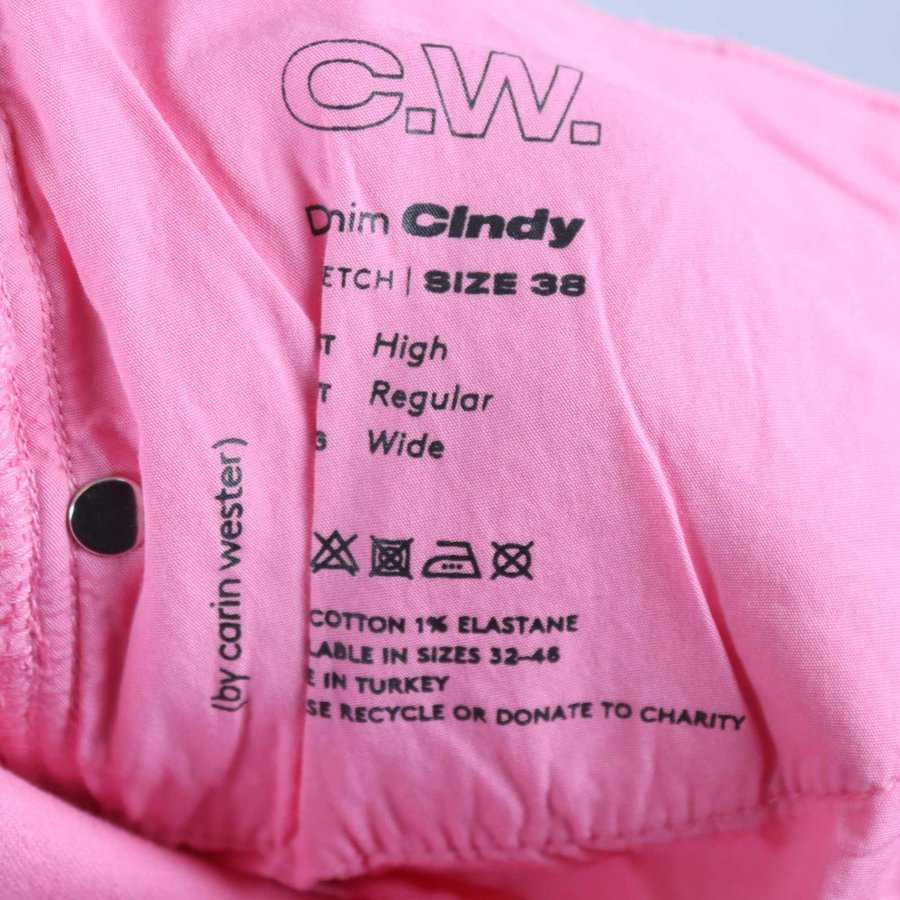 C.W.
Dnim Cindy
ETCH | SIZE 38
T High
T Regular
G Wide
(by carin wester)
COTTON 1% ELASTANE
LABLE IN SIZES 32-46
E IN TURKEY
SE RECYCLE OR DONATE TO CHARITY